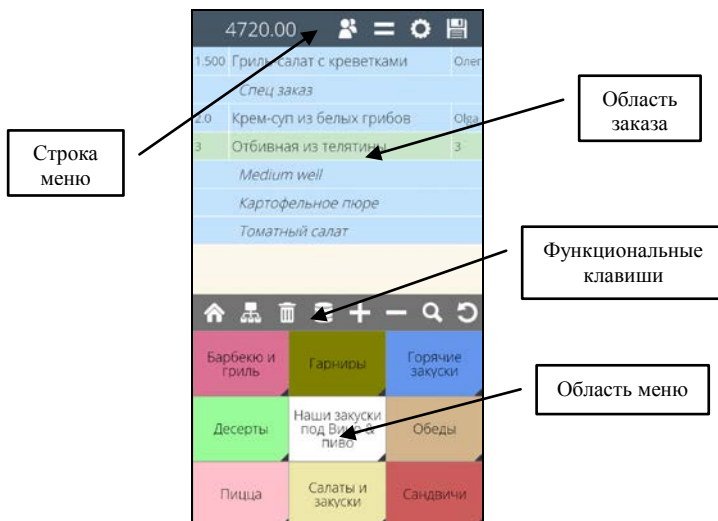 4720.00
1.500 Гриль-салат с креветками Олег
Спец заказ
2.0 Крем-суп из белых грибов Olga
3 Отбивная из телятины 3
Medium well
Картофельное пюре
Томатный салат
Строка
меню
Область
заказа
Функциональные
клавиши
Барбекю и
гриль
Гарниры
Горячие
закуски
Десерты
Наши закуски
под Вино &
пиво
Обеды
Область меню
Пицца
Салаты и
закуски
Сандвичи